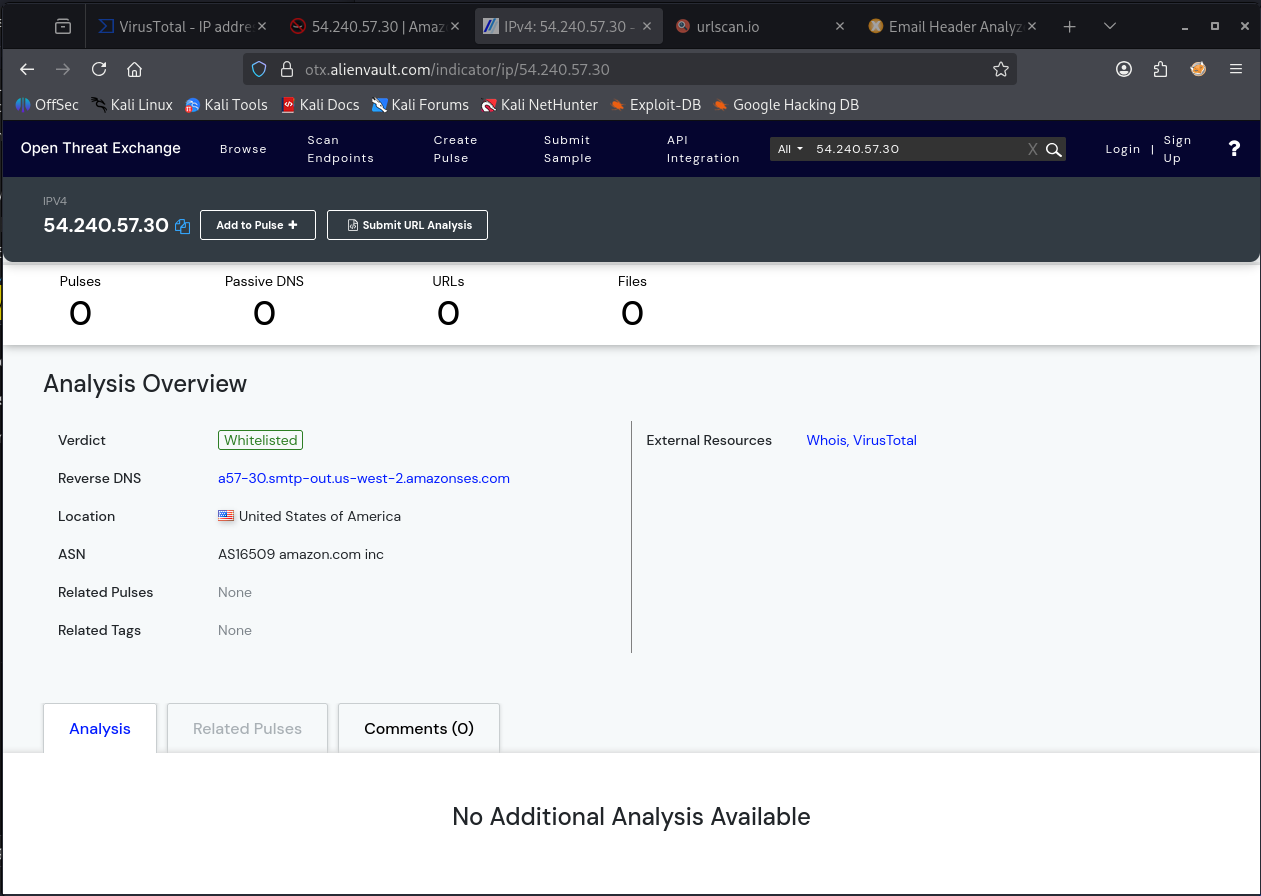 VirusTotal - IP addre
54.240.57.30 | Amaz
IPv4: 54.240.57.30 -
urlscan.io
Email Header Analyz
otx.alienvault.com/indicator/ip/54.240.57.30
OffSec
Kali Linux
Kali Tools
Kali Docs
Kali Forums
Kali NetHunter
Exploit-DB
Google Hacking DB
Open Threat Exchange
Browse
Scan
Endpoints
Create
Pulse
Submit
Sample
API
Integration
All
54.240.57.30
X
Login |
Sign
Up
?
IPV4
54.240.57.30
Add to Pulse +
Submit URL Analysis
Pulses
0
Passive DNS
0
URLs
0
Files
0
Analysis Overview
Verdict
Whitelisted
Reverse DNS
a57-30.smtp-out.us-west-2.amazonses.com
Location
United States of America
ASN
AS16509 amazon.com inc
Related Pulses
None
Related Tags
None
External Resources
Whois, VirusTotal
Analysis
Related Pulses
Comments (0)
No Additional Analysis Available